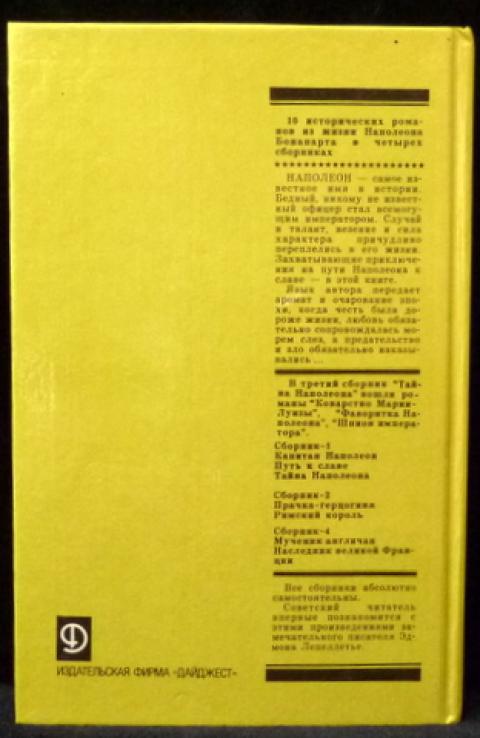 10 исторических рома-
нов из жизни Наполеона
Бонапарта в четырех
сборниках
НАПОЛЕОН — самое из-
вестное имя в истории.
Бедный, никому не извест-
ный офицер стал всемогу-
щим императором. Случай
и талант, везение и сила
характера причудливо
переплелись в его жизни.
Захватывающие приключе-
ния на пути Наполеона к
славе — в этой книге.
Язык автора передает
аромат и очарование эпо-
хи, когда честь была до-
роже жизни, любовь обяза-
тельно сопровождалась мо-
рем слез, а предательство
и зло обязательно наказы-
вались ...
В третий сборник "Тай-
на Наполеона" вошли ро-
маны "Коварство Марии-
Луизы", "Фаворитка На-
полеона", "Шпион импера-
тора".
Сборник-1
Капитан Наполеон
Путь к славе
Тайна Наполеона
Сборник-2
Прачка-герцогиня
Римский король
Сборник-4
Мученик англичан
Наследник великой Фран-
ции
Все сборники абсолютно
самостоятельны.
Советский читатель
впервые познакомится с
этими произведениями за-
мечательного писателя Эд-
мона Лепеллетье.
ИЗДАТЕЛЬСКАЯ ФИРМА "ДАЙДЖЕСТ"